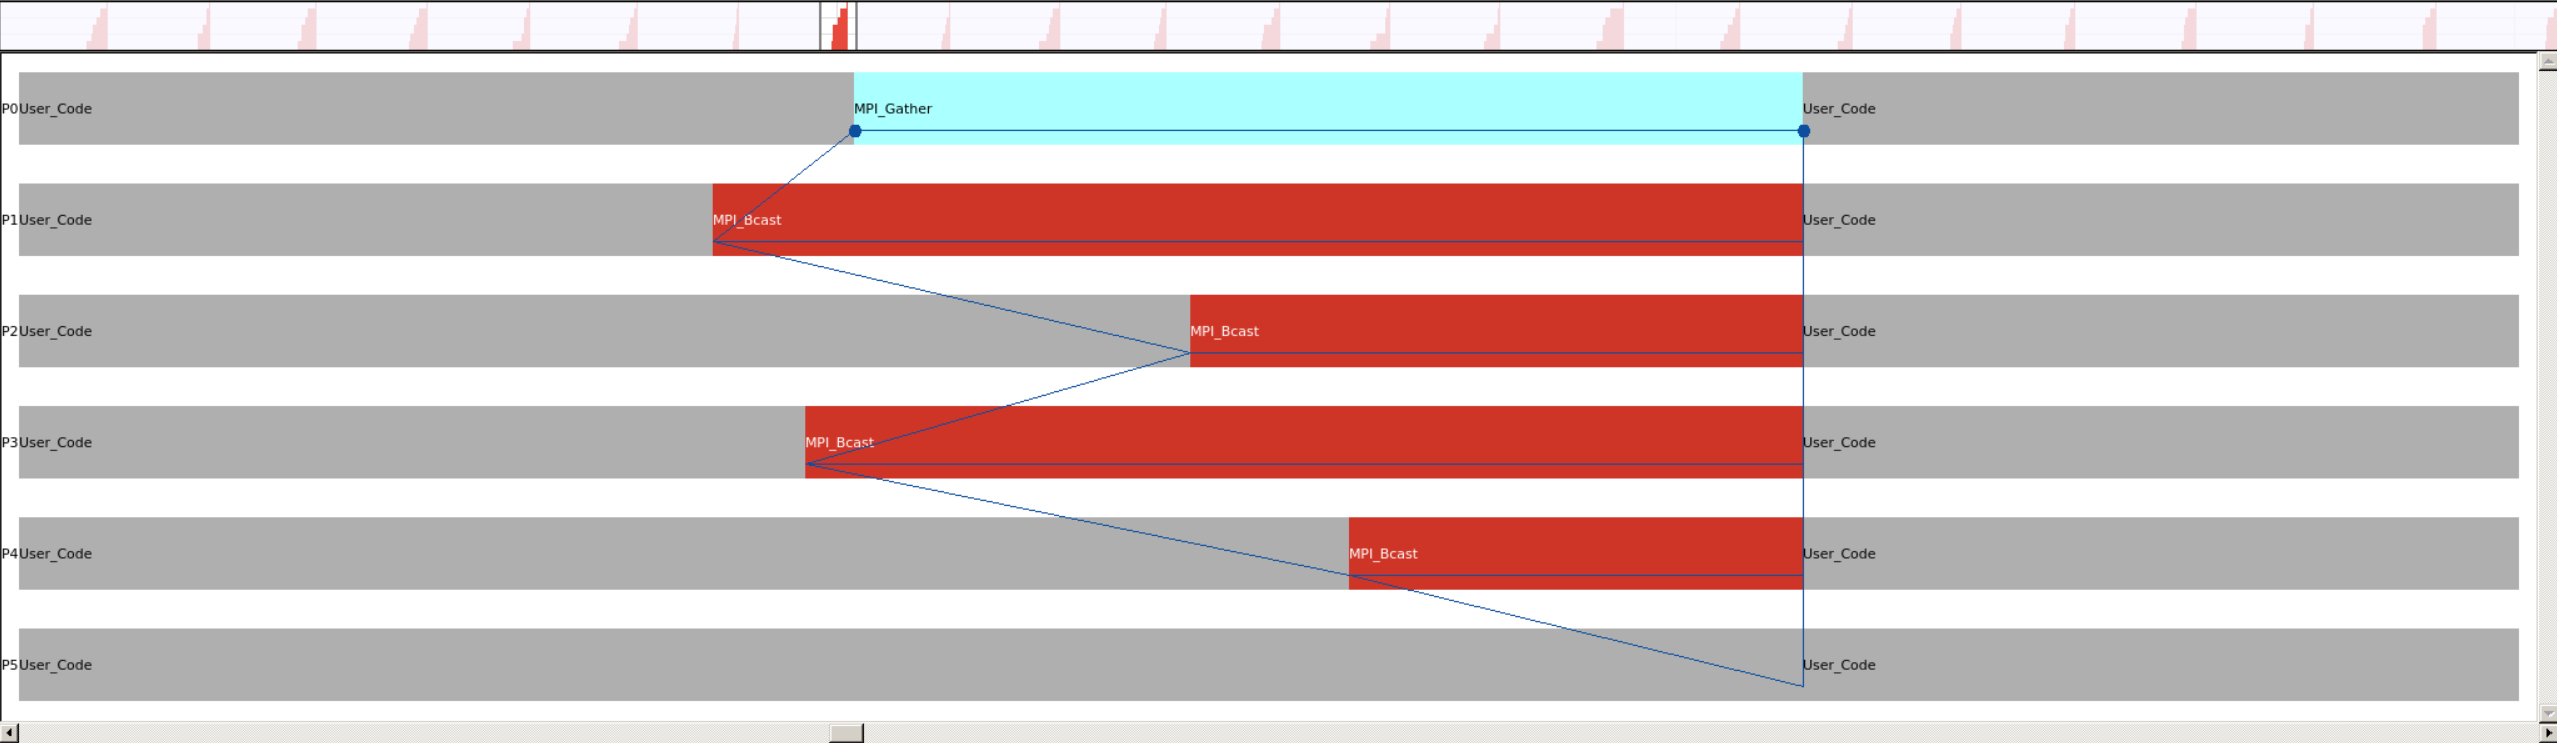 P0User_Code MPI_Gather User_Code
P1User_Code MPI_Bcast User_Code
P2User_Code MPI_Bcast User_Code
P3User_Code MPI_Bcast User_Code
P4User_Code MPI_Bcast User_Code
P5User_Code User_Code